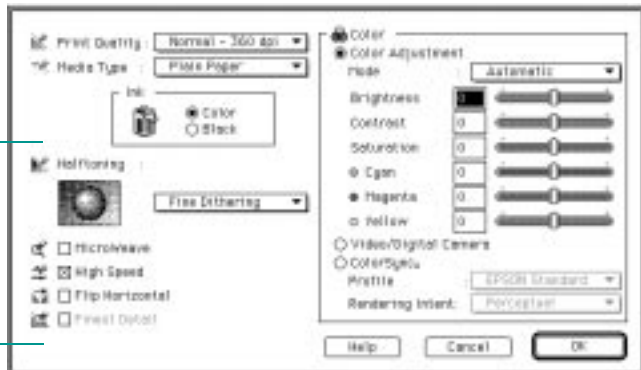 Print Quality : Normal - 360 dpi
Media Type : Plain Paper
Ink
Color
Black
Halftoning :
Fine Dithering
MicroWeave
High Speed
Flip Horizontal
Finest Detail
Color
Color Adjustment
Mode : Automatic
Brightness 0
Contrast 0
Saturation 0
Cyan 0
Magenta 0
Yellow 0
Video/Digital Camera
ColorSync
Profile : EPSON Standard
Rendering Intent: Perceptual
Help
Cancel
OK